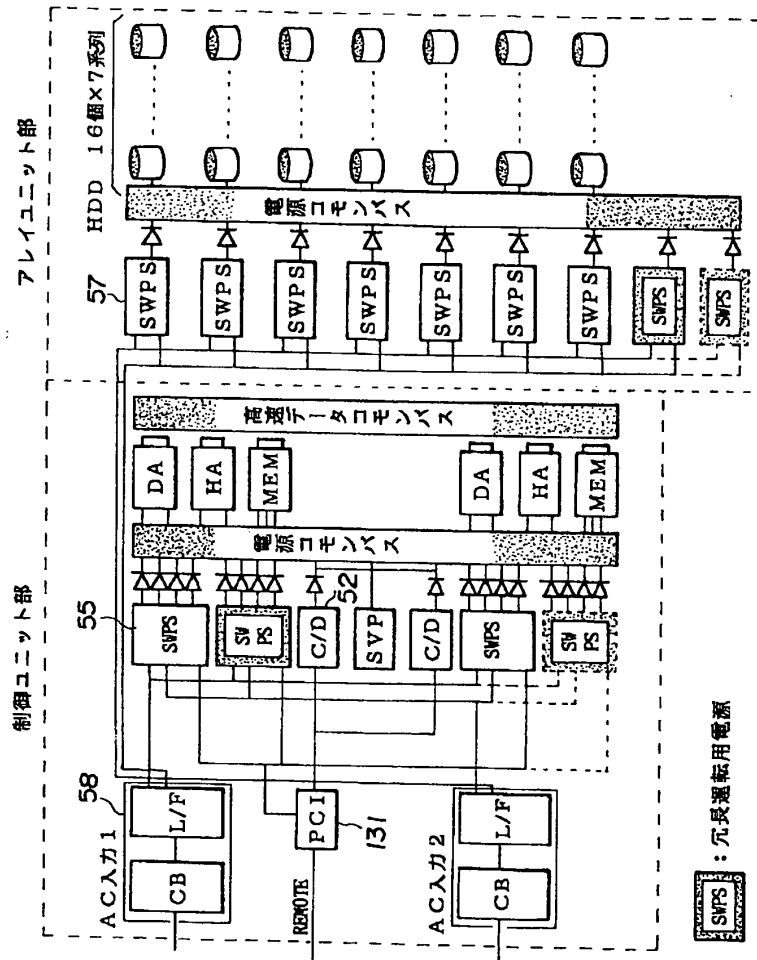 アレイユニット部
HDD 16個×7系列
電源コモンバス
57
SWPS
SWPS
SWPS
SWPS
SWPS
SWPS
SWPS
SWPS
SWPS
制御ユニット部
高速データコモンバス
DA
HA
MEM
DA
HA
MEM
電源コモンバス
55
SWPS
SWPS
C/D
52
SVP
C/D
SWPS
SWPS
58
AC入力1
L/F
CB
PCI
131
REMOTE
AC入力2
L/F
CB
SWPS
：冗長運転用電源